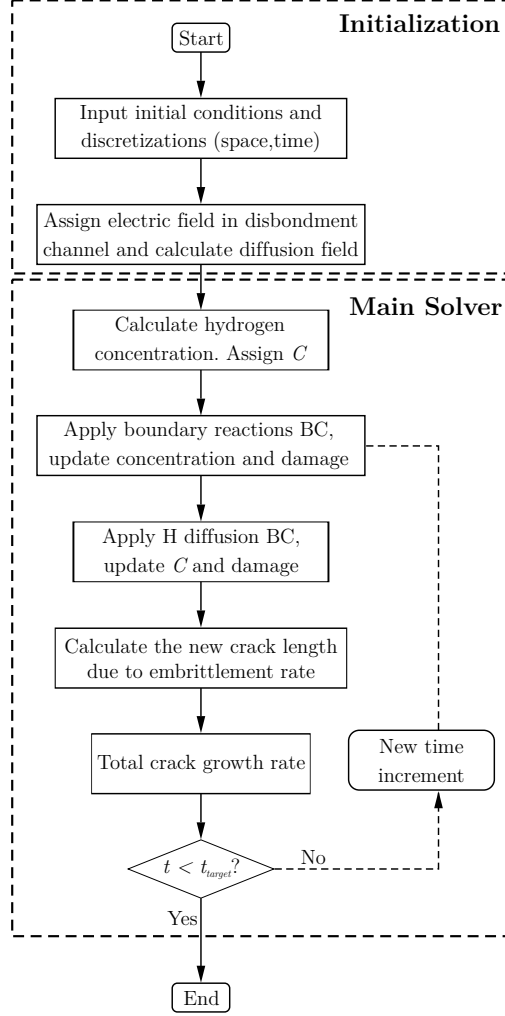 Initialization
Start
Input initial conditions and
discretizations (space,time)
Assign electric field in disbondment
channel and calculate diffusion field
Main Solver
Calculate hydrogen
concentration. Assign C
Apply boundary reactions BC,
update concentration and damage
Apply H diffusion BC,
update C and damage
Calculate the new crack length
due to embrittlement rate
Total crack growth rate
New time
increment
t < t_target?
No
Yes
End